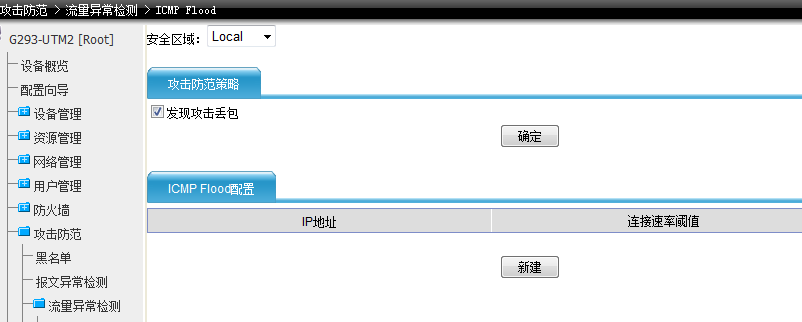 攻击防范 > 流量异常检测 > ICMP Flood
G293-UTM2 [Root]
设备概览
配置向导
设备管理
资源管理
网络管理
用户管理
防火墙
攻击防范
黑名单
报文异常检测
流量异常检测
安全区域： Local
攻击防范策略
发现攻击丢包
确定
ICMP Flood配置
IP地址 连接速率阈值
新建